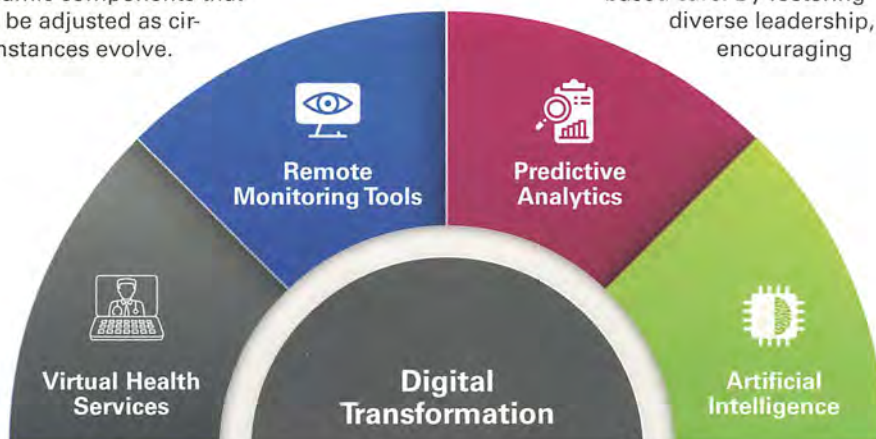 be adjusted as cir-
nstances evolve.
diverse leadership,
encouraging
Remote
Monitoring Tools
Predictive
Analytics
Virtual Health
Services
Digital
Transformation
Artificial
Intelligence